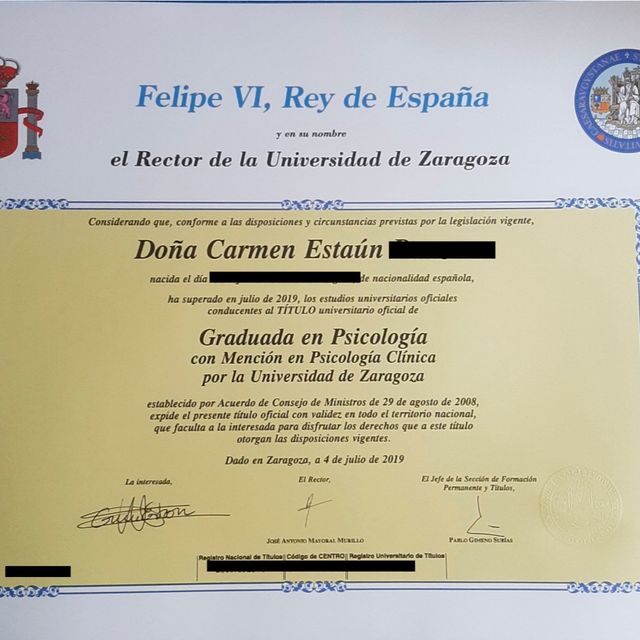 Felipe VI, Rey de España
y en su nombre
el Rector de la Universidad de Zaragoza
Considerando que, conforme a las disposiciones y circunstancias previstas por la legislación vigente,
Doña Carmen Estaún
nacida el día de nacionalidad española,
ha superado en julio de 2019, los estudios universitarios oficiales
conducentes al TÍTULO universitario oficial de
Graduada en Psicología
con Mención en Psicología Clínica
por la Universidad de Zaragoza
establecido por Acuerdo de Consejo de Ministros de 29 de agosto de 2008,
expide el presente título oficial con validez en todo el territorio nacional,
que faculta a la interesada para disfrutar los derechos que a este título
otorgan las disposiciones vigentes.
Dado en Zaragoza, a 4 de julio de 2019
La interesada,
El Rector,
El Jefe de la Sección de Formación
Permanente y Títulos,
JOSÉ ANTONIO MAYORAL MURILLO
PABLO GIMENO SURÍAS
Registro Nacional de Títulos | Código de CENTRO | Registro Universitario de Títulos